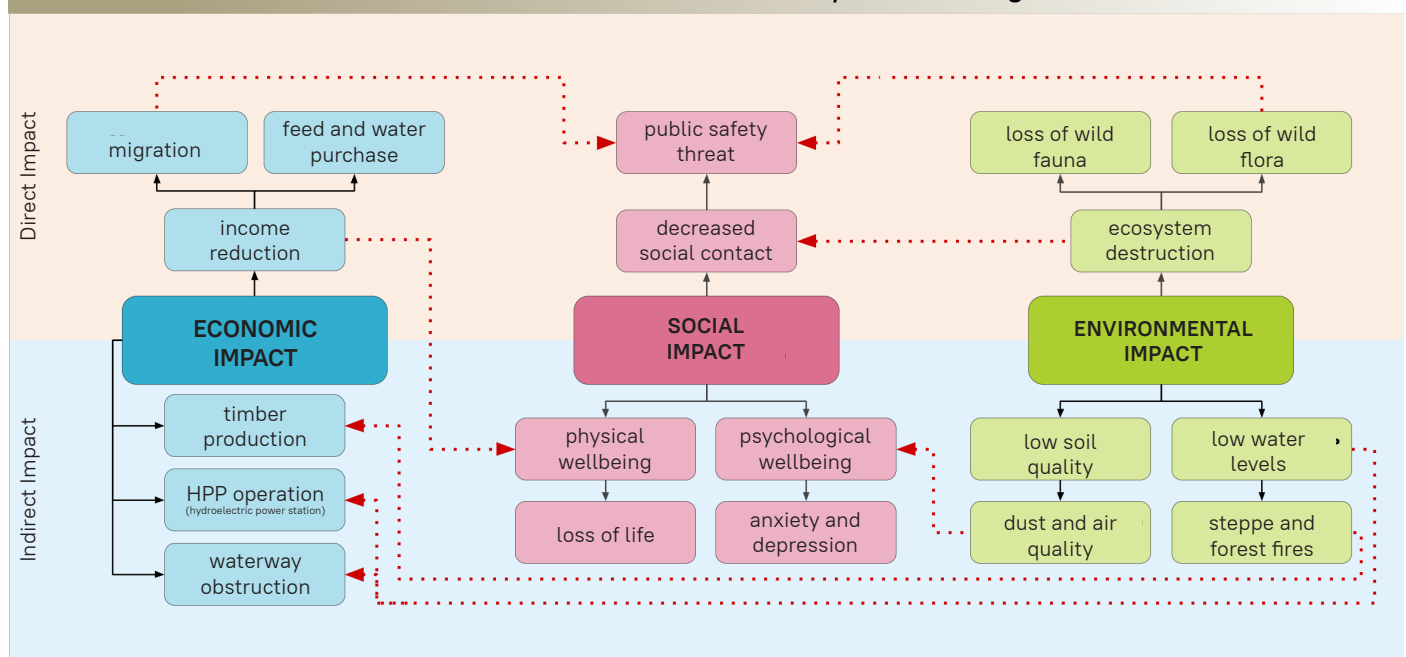 Direct Impact
migration
feed and water
purchase
public safety
threat
loss of wild
fauna
loss of wild
flora
income
reduction
decreased
social contact
ecosystem
destruction
ECONOMIC
IMPACT
SOCIAL
IMPACT
ENVIRONMENTAL
IMPACT
Indirect Impact
timber
production
physical
wellbeing
psychological
wellbeing
low soil
quality
low water
levels
HPP operation
(hydroelectric power station)
loss of life
anxiety and
depression
dust and air
quality
steppe and
forest fires
waterway
obstruction